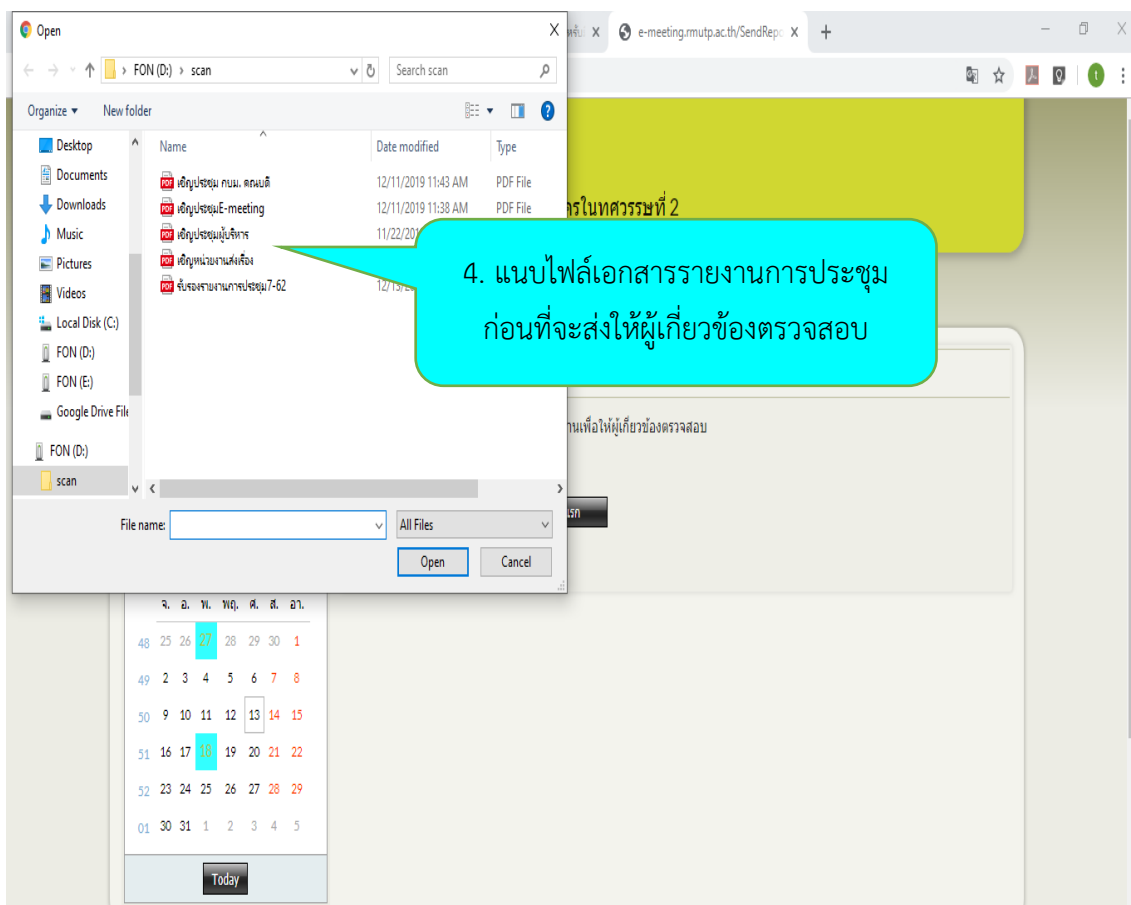 Open
e-meeting.rmutp.ac.th/SendRepo
FON (D:) › scan
Search scan
Organize
New folder
Name
Date modified
Type
Desktop
Documents
Downloads
Music
Pictures
Videos
Local Disk (C:)
FON (D:)
FON (E:)
Google Drive File
FON (D:)
scan
เชิญประชุม กบม. คณบดี 12/11/2019 11:43 AM PDF File
เชิญประชุมE-meeting 12/11/2019 11:38 AM PDF File
เชิญประชุมผู้บริหาร 11/22/201
เชิญหน่วยงานส่งเรื่อง
รับรองรายงานการประชุม7-62
File name:
All Files
Open
Cancel
ครในทศวรรษที่ 2
4. แนบไฟล์เอกสารรายงานการประชุม
ก่อนที่จะส่งให้ผู้เกี่ยวข้องตรวจสอบ
านเพื่อให้ผู้เกี่ยวข้องตรวจสอบ
จ. อ. พ. พฤ. ศ. ส. อา.
48 25 26 27 28 29 30 1
49 2 3 4 5 6 7 8
50 9 10 11 12 13 14 15
51 16 17 18 19 20 21 22
52 23 24 25 26 27 28 29
01 30 31 1 2 3 4 5
Today